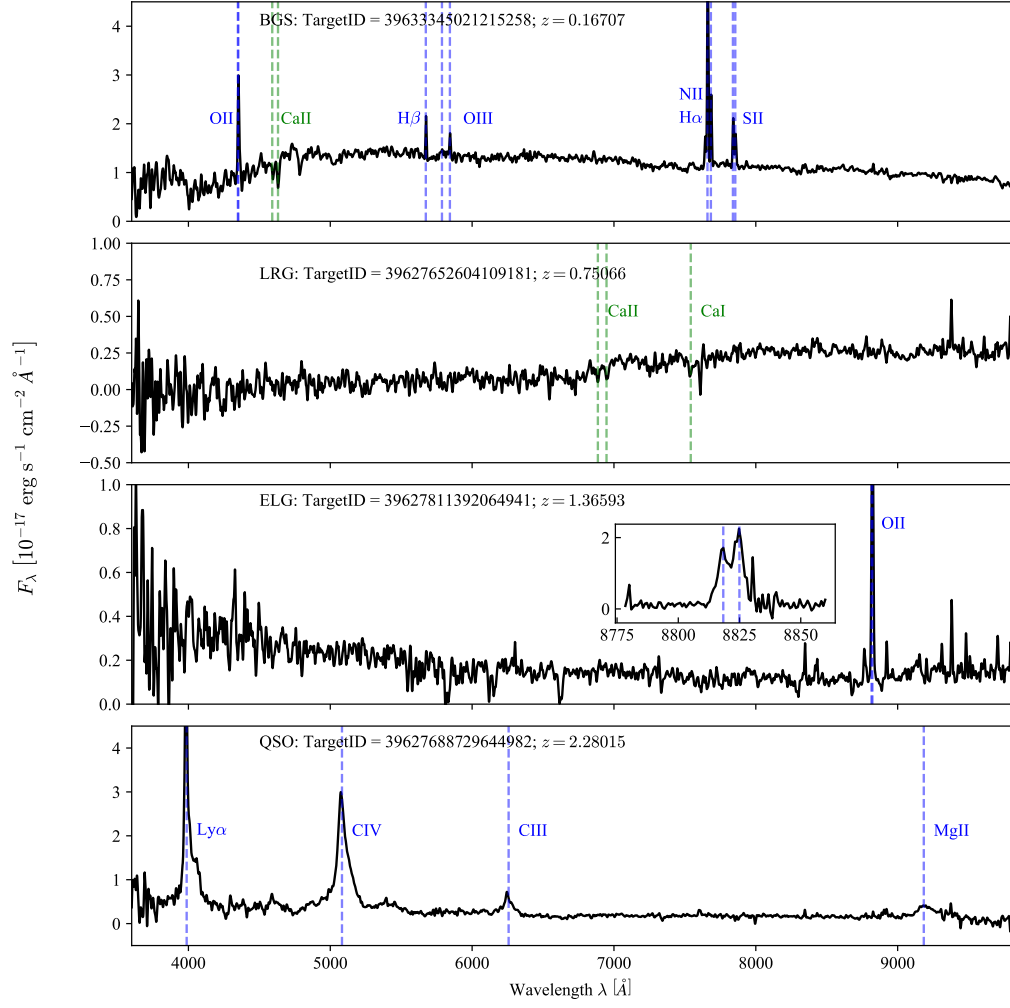 BGS: TargetID = 39633345021215258; z = 0.16707
4
3
2
1
0
OII
CaII
Hβ
OIII
NII
Hα
SII
LRG: TargetID = 39627652604109181; z = 0.75066
1.00
0.75
0.50
0.25
0.00
−0.25
−0.50
CaII
CaI
ELG: TargetID = 39627811392064941; z = 1.36593
1.0
0.8
0.6
0.4
0.2
0.0
OII
2
0
8775
8800
8825
8850
QSO: TargetID = 39627688729644982; z = 2.28015
4
3
2
1
0
Lyα
CIV
CIII
MgII
4000
5000
6000
7000
8000
9000
Wavelength λ [Å]
Fλ [10⁻¹⁷ erg s⁻¹ cm⁻² Å⁻¹]